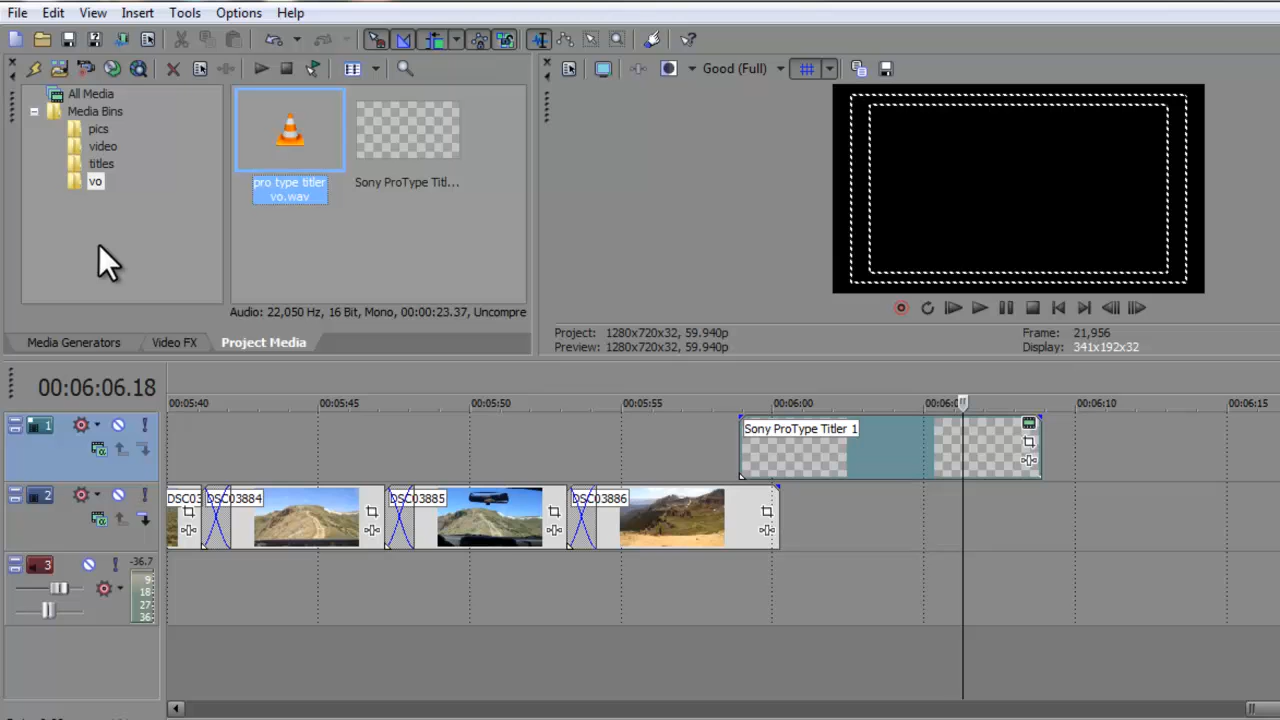 File Edit View Insert Tools Options Help
Good (Full)
All Media
Media Bins
pics
video
titles
vo
pro type titler
vo.wav
Sony ProType Titl...
Audio: 22,050 Hz, 16 Bit, Mono, 00:00:23.37, Uncompre
Media Generators Video FX Project Media
Project: 1280x720x32, 59.940p
Preview: 1280x720x32, 59.940p
Frame: 21,956
Display: 341x192x32
00:06:06.18
00:05:40 00:05:45 00:05:50 00:05:55 00:06:00 00:06:10 00:06:15
1
Sony ProType Titler 1
2
DSC03 DSC03884 DSC03885 DSC03886
3
-36.7
9
18
27
36